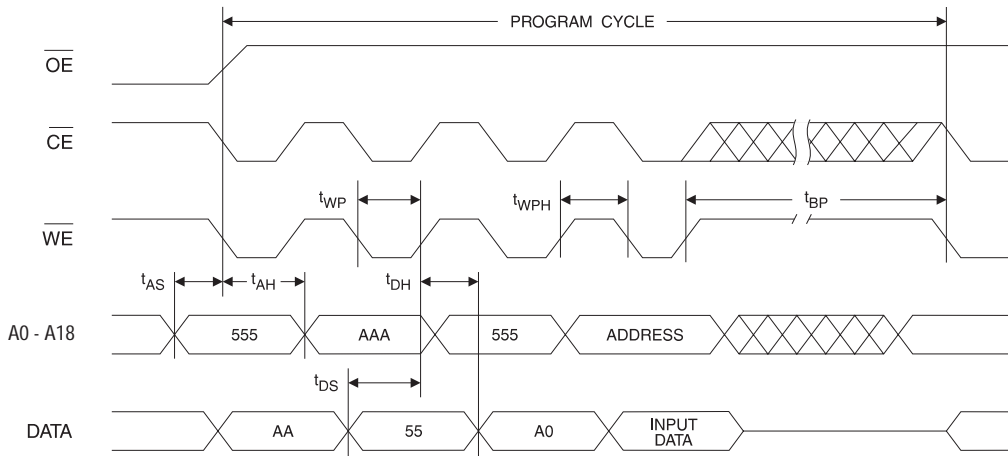 PROGRAM CYCLE
OE
CE
tWP
tWPH
tBP
WE
tAS
tAH
tDH
A0 - A18
555
AAA
555
ADDRESS
tDS
DATA
AA
55
A0
INPUT
DATA